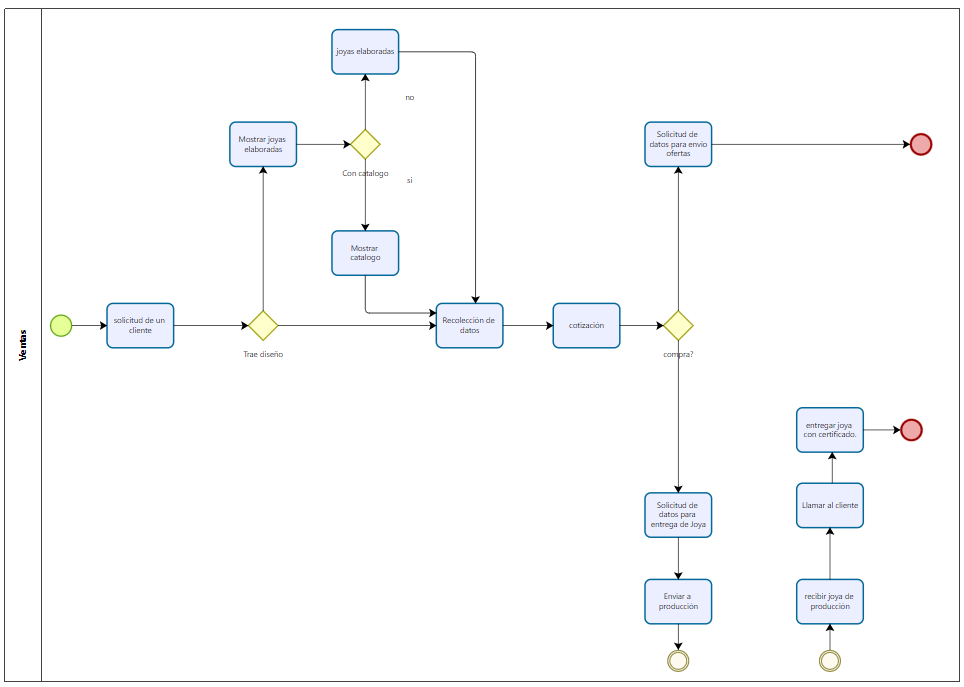 Ventas
joyas elaboradas
no
Mostrar joyas
elaboradas
Con catalogo
si
Mostrar
catalogo
solicitud de un
cliente
Trae diseño
Recolección de
datos
cotización
compra?
Solicitud de
datos para envio
ofertas
Solicitud de
datos para
entrega de Joya
Enviar a
producción
entregar joya
con certificado.
Llamar al cliente
recibir joya de
producción